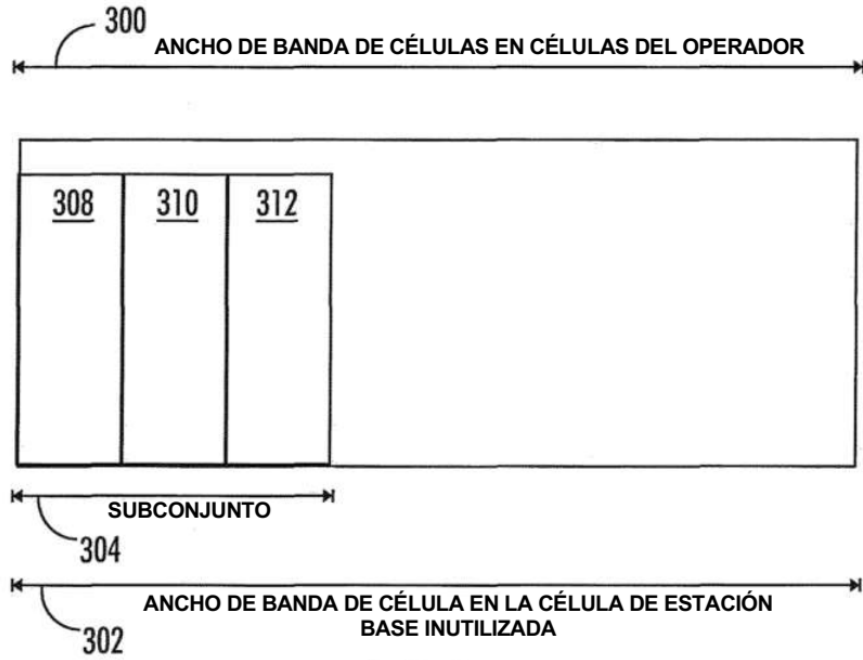 300
ANCHO DE BANDA DE CÉLULAS EN CÉLULAS DEL OPERADOR
308 310 312
SUBCONJUNTO
304
ANCHO DE BANDA DE CÉLULA EN LA CÉLULA DE ESTACIÓN
BASE INUTILIZADA
302